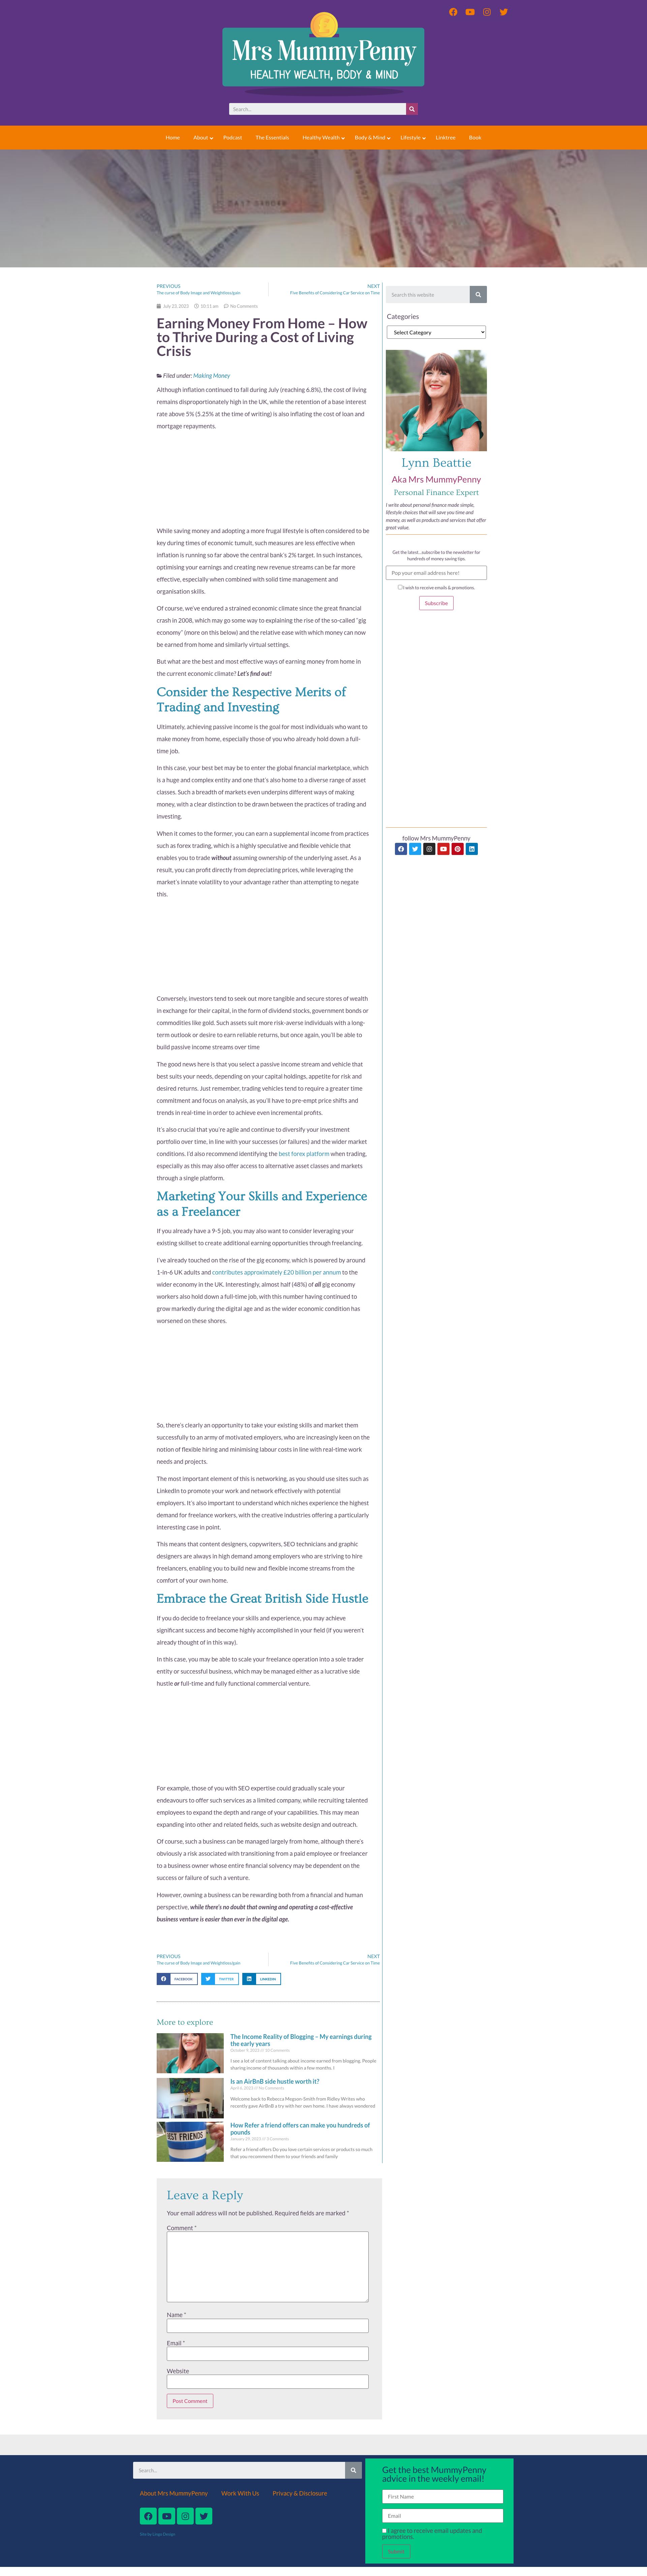 Mrs MummyPenny
HEALTHY WEALTH, BODY & MIND
Search...
Home About Podcast The Essentials Healthy Wealth Body & Mind Lifestyle Linktree Book
PREVIOUS
The curse of Body Image and Weightloss/gain
NEXT
Five Benefits of Considering Car Service on Time
July 23, 2023 10:51 am No Comments
Earning Money From Home – How
to Thrive During a Cost of Living
Crisis
Filed under: Making Money
Although inflation continued to fall during July (reaching 6.8%), the cost of living
remains disproportionately high in the UK, while the retention of a base interest
rate above 5% (5.25% at the time of writing) is also inflating the cost of loan and
mortgage repayments.
While saving money and adopting a more frugal lifestyle is often considered to be
key during times of economic tumult, such measures are less effective when
inflation is running so far above the central bank's 2% target. In such instances,
optimising your earnings and creating new revenue streams can be far more
effective, especially when combined with solid time management and
organisation skills.
Of course, we've endured a strained economic climate since the great financial
crash in 2008, which may go some way to explaining the rise of the so-called "gig
economy" (more on this below) and the relative ease with which money can now
be earned from home and similarly virtual settings.
But what are the best and most effective ways of earning money from home in
the current economic climate? Let's find out!
Consider the Respective Merits of
Trading and Investing
Ultimately, achieving passive income is the goal for most individuals who want to
make money from home, especially those of you who already hold down a full-
time job.
In this case, your best bet may be to enter the global financial marketplace, which
is a huge and complex entity and one that's also home to a diverse range of asset
classes. Such a breadth of markets even underpins different ways of making
money, with a clear distinction to be drawn between the practices of trading and
investing.
When it comes to the former, you can earn a supplemental income from practices
such as forex trading, which is a highly speculative and flexible vehicle that
enables you to trade without assuming ownership of the underlying asset. As a
result, you can profit directly from depreciating prices, while leveraging the
market's innate volatility to your advantage rather than attempting to negate
this.
Conversely, investors tend to seek out more tangible and secure stores of wealth
in exchange for their capital, in the form of dividend stocks, government bonds or
commodities like gold. Such assets suit more risk-averse individuals with a long-
term outlook or desire to earn reliable returns, but once again, you'll be able to
build passive income streams over time
The good news here is that you select a passive income stream and vehicle that
best suits your needs, depending on your capital holdings, appetite for risk and
desired returns. Just remember, trading vehicles tend to require a greater time
commitment and focus on analysis, as you'll have to pre-empt price shifts and
trends in real-time in order to achieve even incremental profits.
It's also crucial that you're agile and continue to diversify your investment
portfolio over time, in line with your successes (or failures) and the wider market
conditions. I'd also recommend identifying the best forex platform when trading,
especially as this may also offer access to alternative asset classes and markets
through a single platform.
Marketing Your Skills and Experience
as a Freelancer
If you already have a 9-5 job, you may also want to consider leveraging your
existing skillset to create additional earning opportunities through freelancing.
I've already touched on the rise of the gig economy, which is powered by around
1-in-6 UK adults and contributes approximately £20 billion per annum to the
wider economy in the UK. Interestingly, almost half (48%) of all gig economy
workers also hold down a full-time job, with this number having continued to
grow markedly during the digital age and as the wider economic condition has
worsened on these shores.
So, there's clearly an opportunity to take your existing skills and market them
successfully to an army of motivated employers, who are increasingly keen on the
notion of flexible hiring and minimising labour costs in line with real-time work
needs and projects.
The most important element of this is networking, as you should use sites such as
LinkedIn to promote your work and network effectively with potential
employers. It's also important to understand which niches experience the highest
demand for freelance workers, with the creative industries offering a particularly
interesting case in point.
This means that content designers, copywriters, SEO technicians and graphic
designers are always in high demand among employers who are striving to hire
freelancers, enabling you to build new and flexible income streams from the
comfort of your own home.
Embrace the Great British Side Hustle
If you do decide to freelance your skills and experience, you may achieve
significant success and become highly accomplished in your field (if you weren't
already thought of in this way).
In this case, you may be able to scale your freelance operation into a sole trader
entity or successful business, which may be managed either as a lucrative side
hustle or full-time and fully functional commercial venture.
For example, those of you with SEO expertise could gradually scale your
endeavours to offer such services as a limited company, while recruiting talented
employees to expand the depth and range of your capabilities. This may mean
expanding into other and related fields, such as website design and outreach.
Of course, such a business can be managed largely from home, although there's
obviously a risk associated with transitioning from a paid employee or freelancer
to a business owner whose entire financial solvency may be dependent on the
success or failure of such a venture.
However, owning a business can be rewarding both from a financial and human
perspective, while there's no doubt that owning and operating a cost-effective
business venture is easier than ever in the digital age.
PREVIOUS
The curse of Body Image and Weightloss/gain
NEXT
Five Benefits of Considering Car Service on Time
FACEBOOK TWITTER LINKEDIN
More to explore
The Income Reality of Blogging – My earnings during
the early years
I see a lot of content talking about income earned from blogging. People
sharing income of thousands within a few months. I
Is an AirBnB side hustle worth it?
Welcome back to Rebecca Megson-Smith from Ridley Writes who
recently gave AirBnB a try with her own home. I have always wondered
BEST FRIENDS
How Refer a friend offers can make you hundreds of
pounds
Refer a friend offers Do you love certain services or products so much
that you recommend them to your friends and family
Leave a Reply
Your email address will not be published. Required fields are marked *
Comment *
Name *
Email *
Website
Post Comment
Search this website
Categories
Select Category
Lynn Beattie
Aka Mrs MummyPenny
Personal Finance Expert
I write about personal finance made simple,
lifestyle choices that will save you time and
money, as well as products and services that offer
great value.
Get the latest...subscribe to the newsletter for
hundreds of money saving tips.
Pop your email address here!
I wish to receive emails & promotions.
Subscribe
follow Mrs MummyPenny
Search...
About Mrs MummyPenny Work With Us Privacy & Disclosure
Get the best MummyPenny
advice in the weekly email!
First Name
Email
I agree to receive email updates and
promotions.
Submit